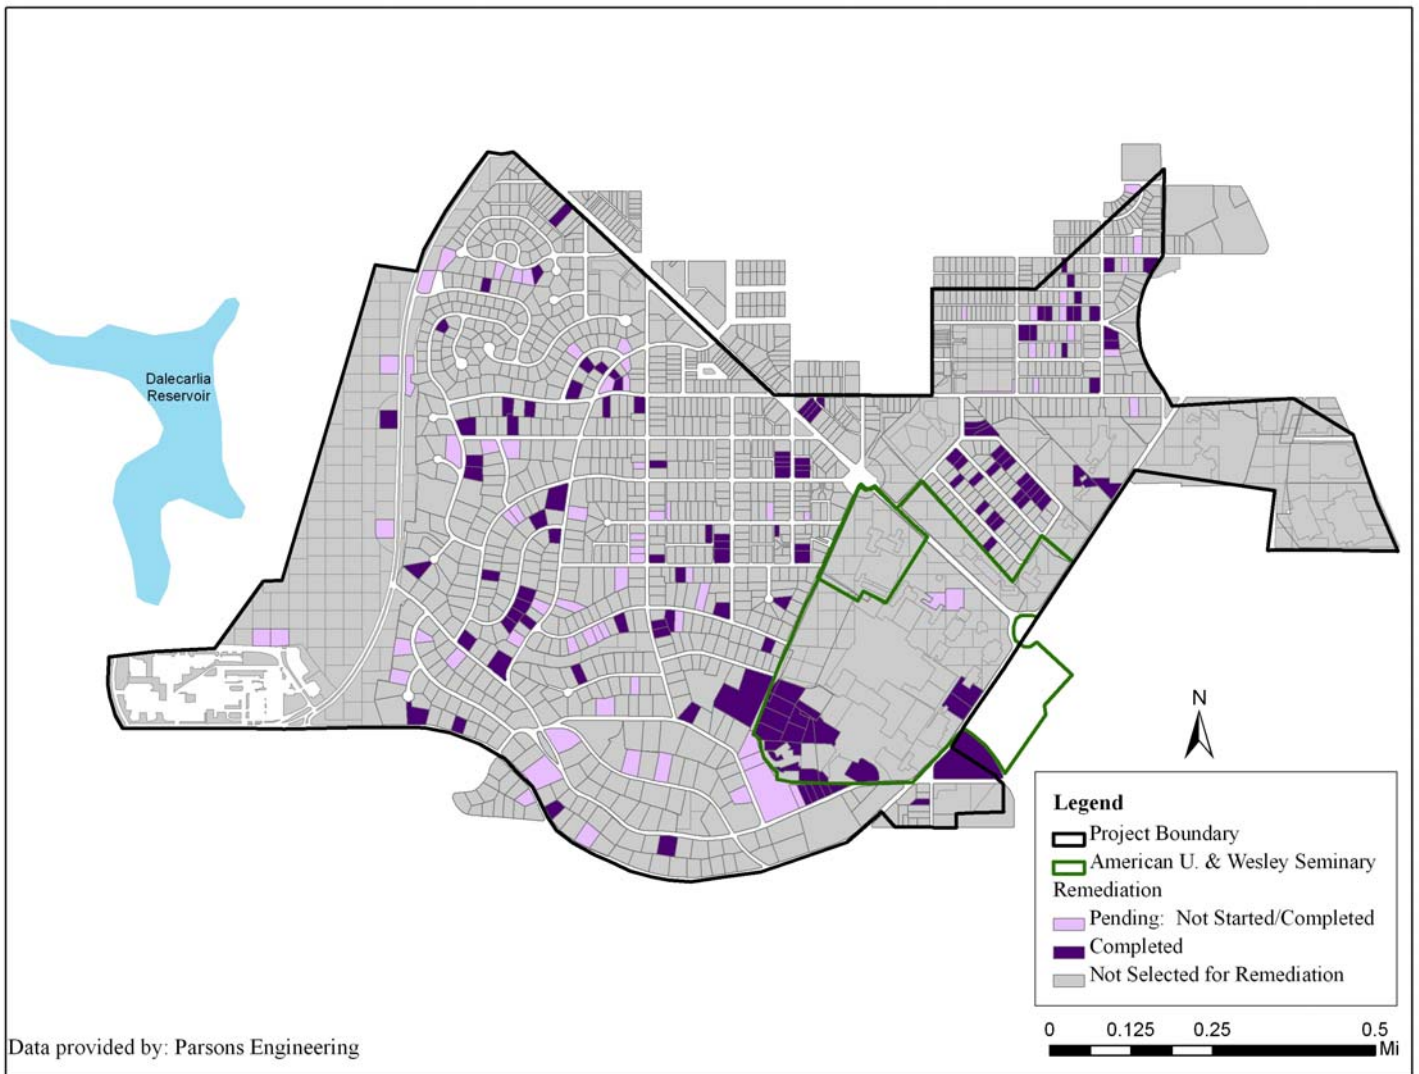 Dalecarlia
Reservoir
N
Legend
Project Boundary
American U. & Wesley Seminary
Remediation
Pending: Not Started/Completed
Completed
Not Selected for Remediation
0 0.125 0.25 0.5
Mi
Data provided by: Parsons Engineering